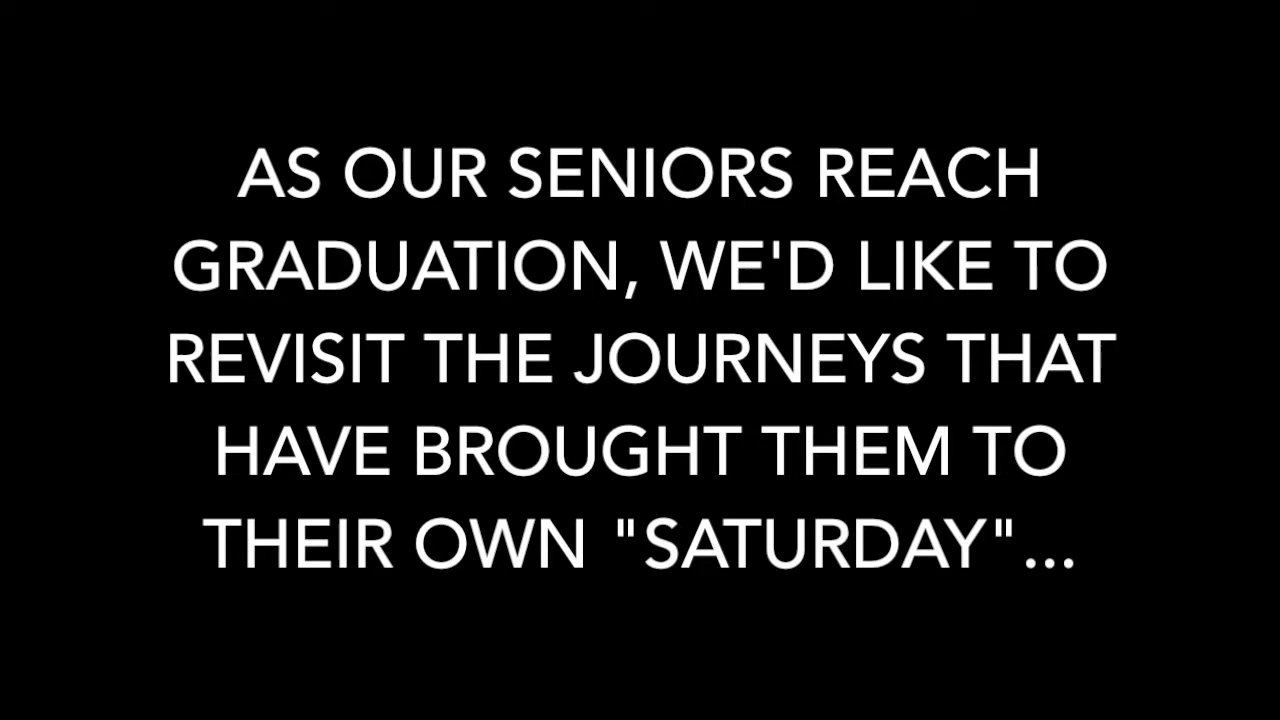 AS OUR SENIORS REACH
GRADUATION, WE'D LIKE TO
REVISIT THE JOURNEYS THAT
HAVE BROUGHT THEM TO
THEIR OWN "SATURDAY"...